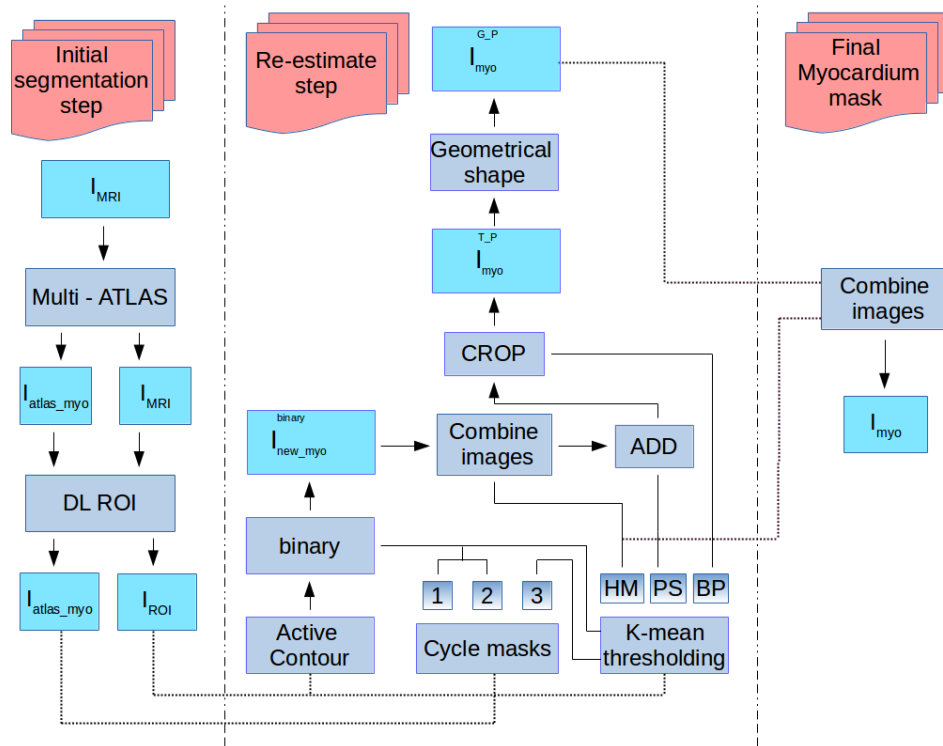 Initial
segmentation
step
I MRI
Multi - ATLAS
I atlas_myo
I MRI
DL ROI
I atlas_myo
I ROI
Re-estimate
step
G_P
I myo
Geometrical
shape
T_P
I myo
CROP
binary
I new_myo
Combine
images
ADD
binary
1
2
3
HM
PS
BP
Active
Contour
Cycle masks
K-mean
thresholding
Final
Myocardium
mask
Combine
images
I myo